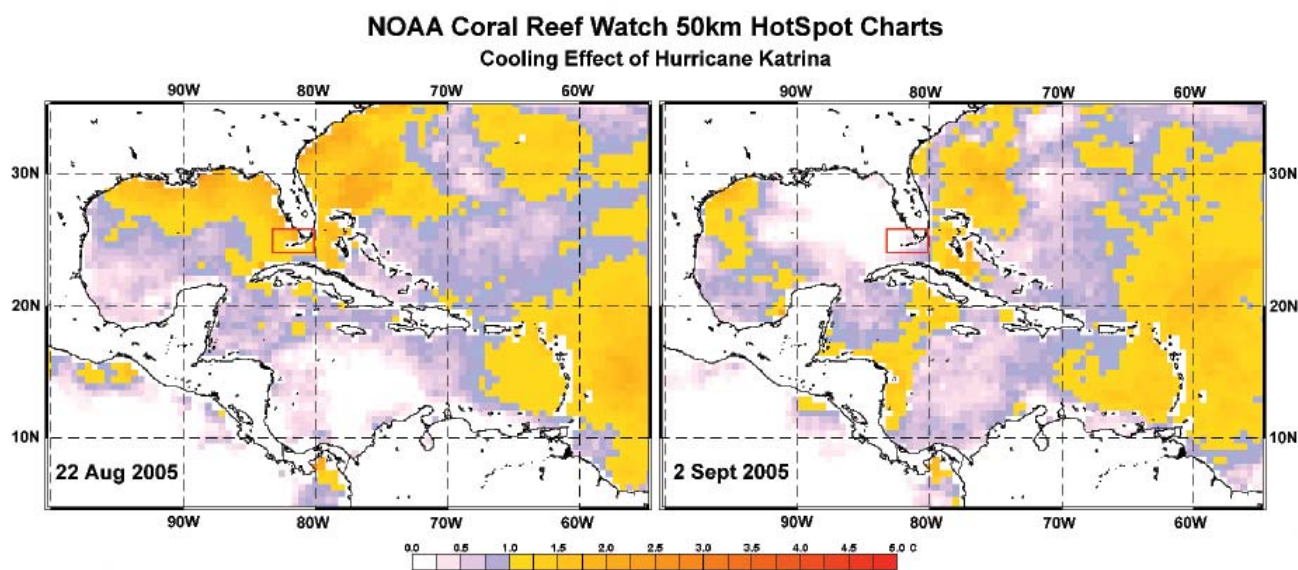 NOAA Coral Reef Watch 50km HotSpot Charts
Cooling Effect of Hurricane Katrina
90W 80W 70W 60W 90W 80W 70W 60W
30N 30N
20N 20N
10N 10N
22 Aug 2005 2 Sept 2005
90W 80W 70W 60W 90W 80W 70W 60W
0.0 0.5 1.0 1.5 2.0 2.5 3.0 3.5 4.0 4.5 5.0 C